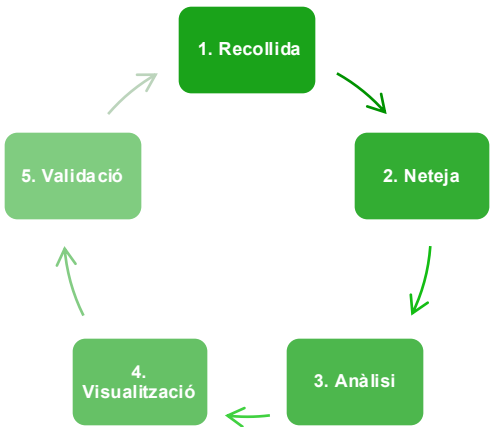 1. Recollida
2. Neteja
3. Anàlisi
4.
Visualització
5. Validació